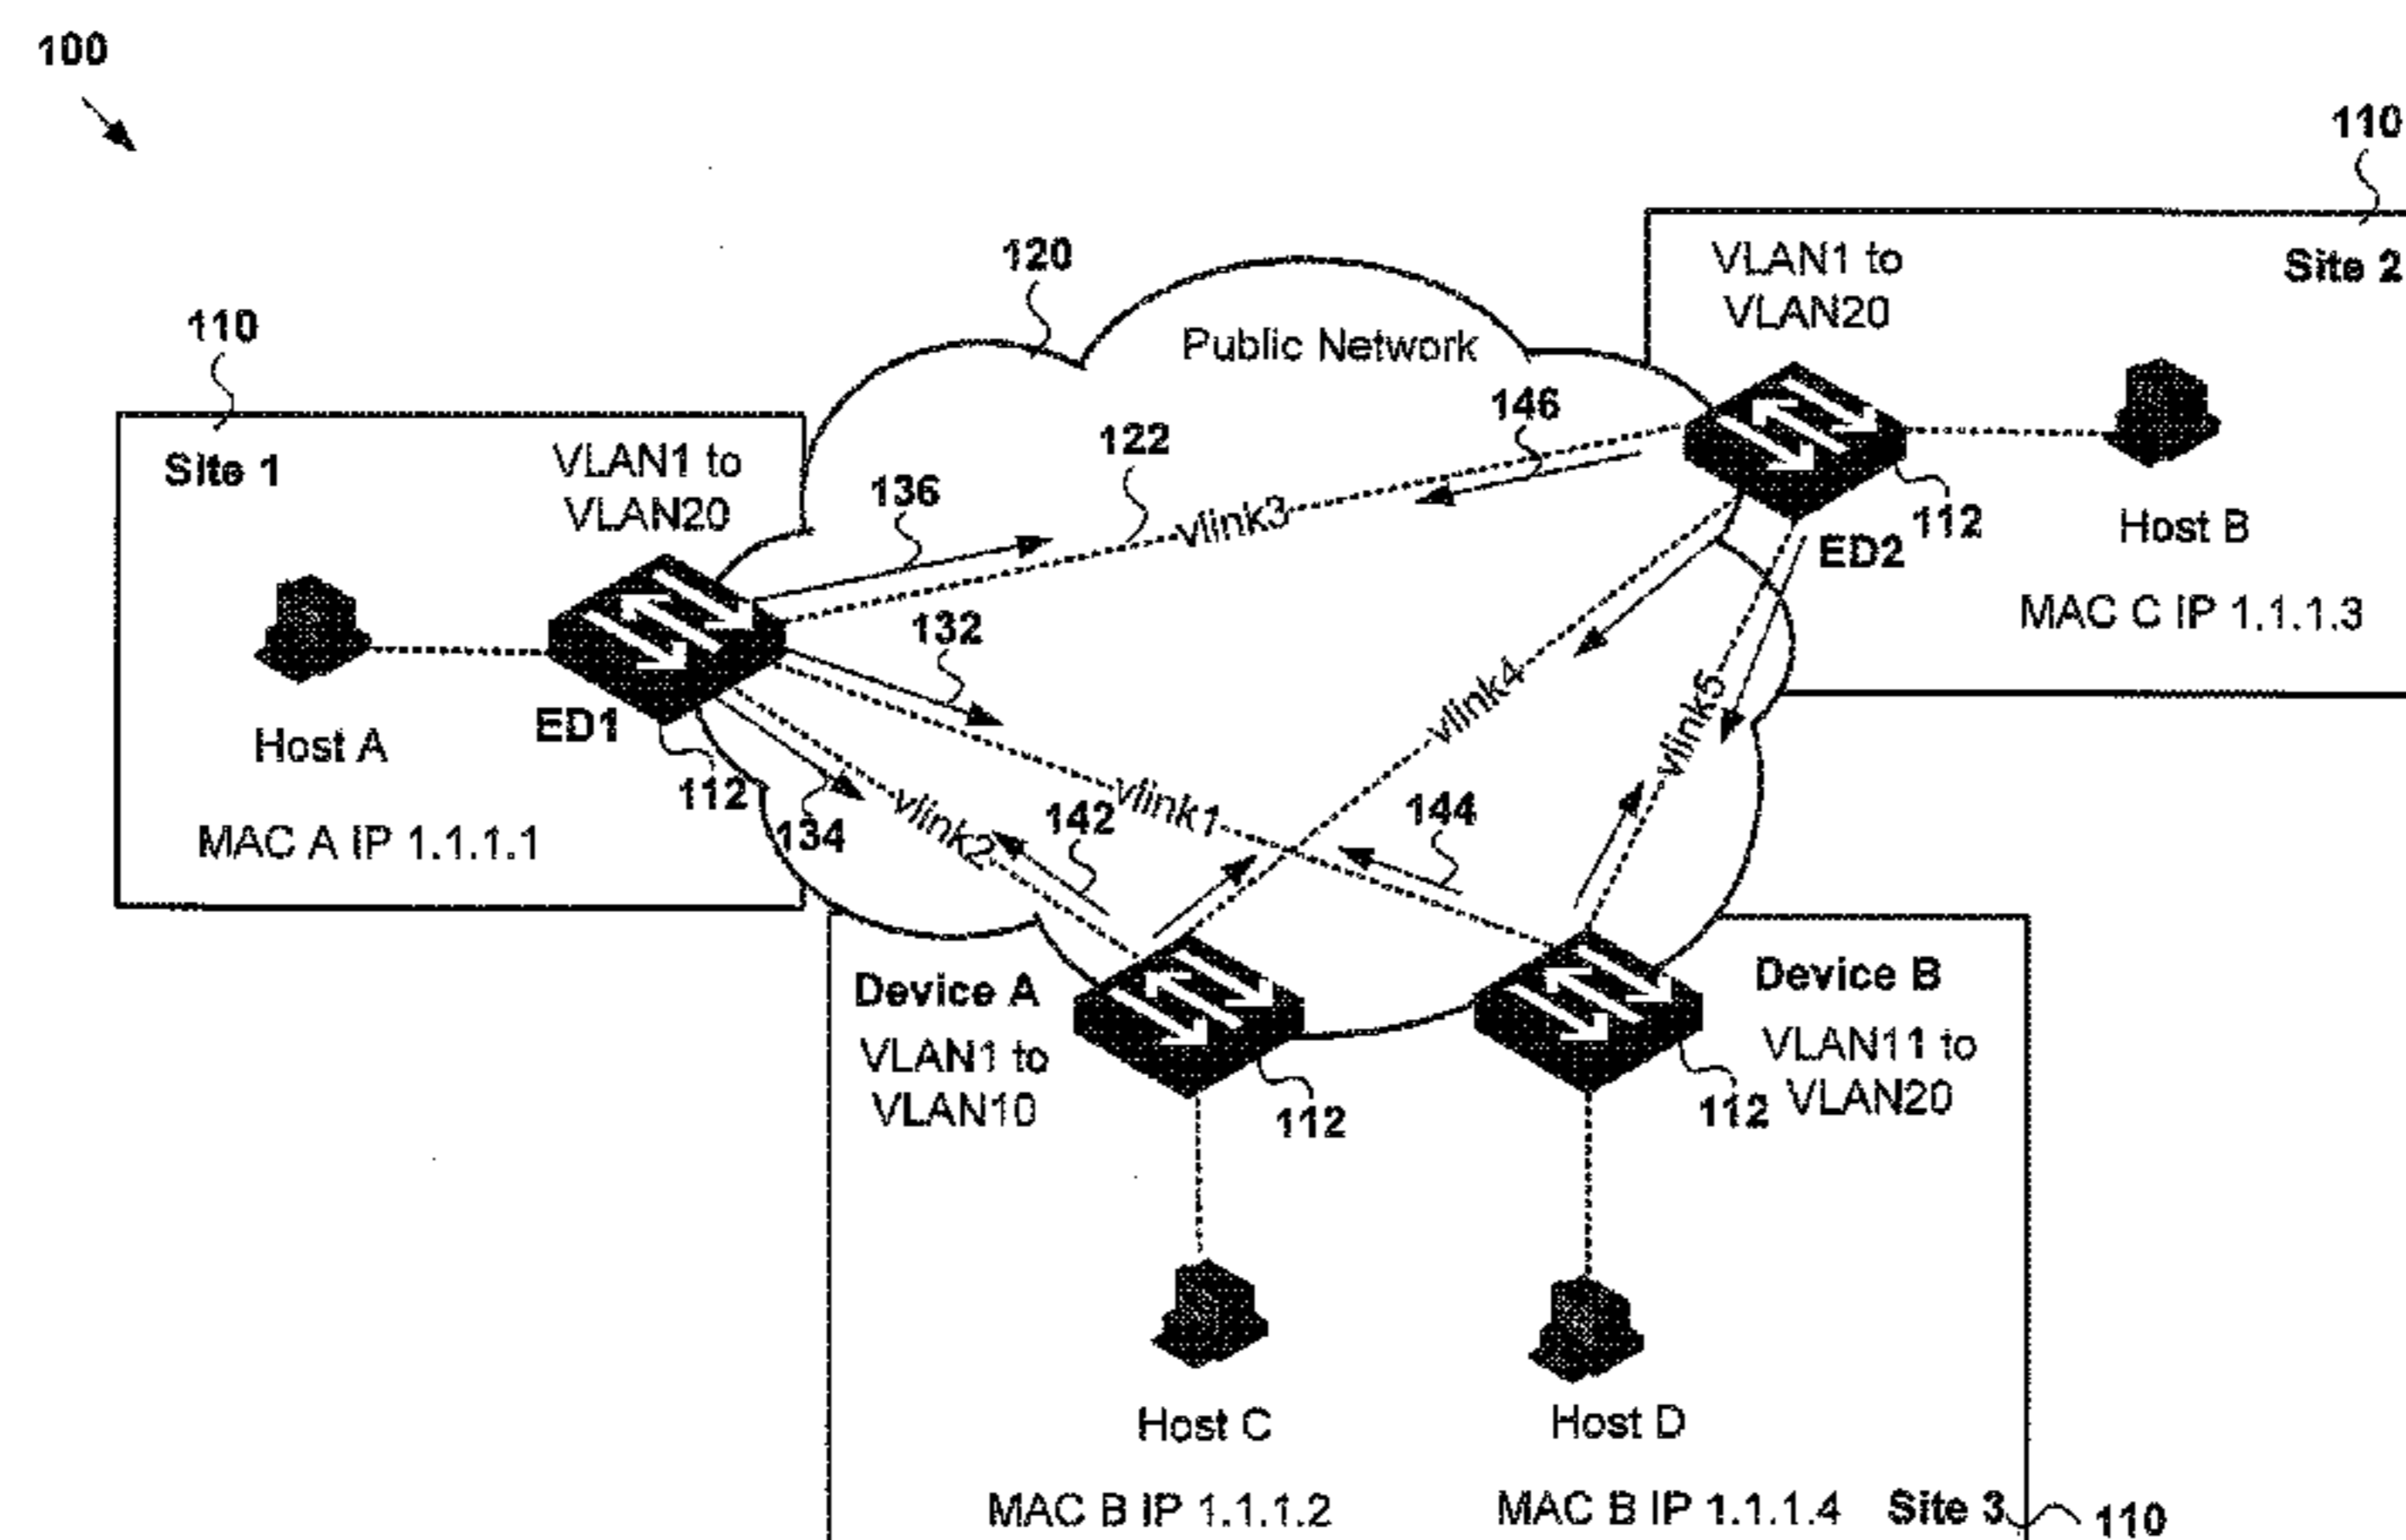 100
110
Site 2
VLAN1 to
VLAN20
120
Public Network
110
Site 1
VLAN1 to
VLAN20
146
122
136
vlink3
112
ED2
Host B
MAC C IP 1.1.1.3
132
ED1
Host A
112
134
MAC A IP 1.1.1.1
vlink4
vlink5
vlink1
vlink2
142
144
Device A
VLAN1 to
VLAN10
112
Device B
VLAN11 to
VLAN20
112
Host C
MAC B IP 1.1.1.2
Host D
MAC B IP 1.1.1.4
Site 3
110